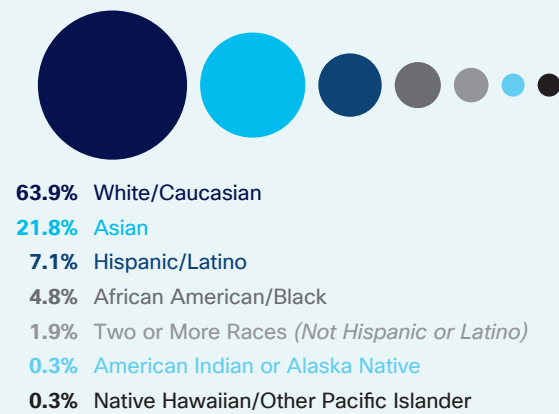 63.9% White/Caucasian
21.8% Asian
7.1% Hispanic/Latino
4.8% African American/Black
1.9% Two or More Races (Not Hispanic or Latino)
0.3% American Indian or Alaska Native
0.3% Native Hawaiian/Other Pacific Islander